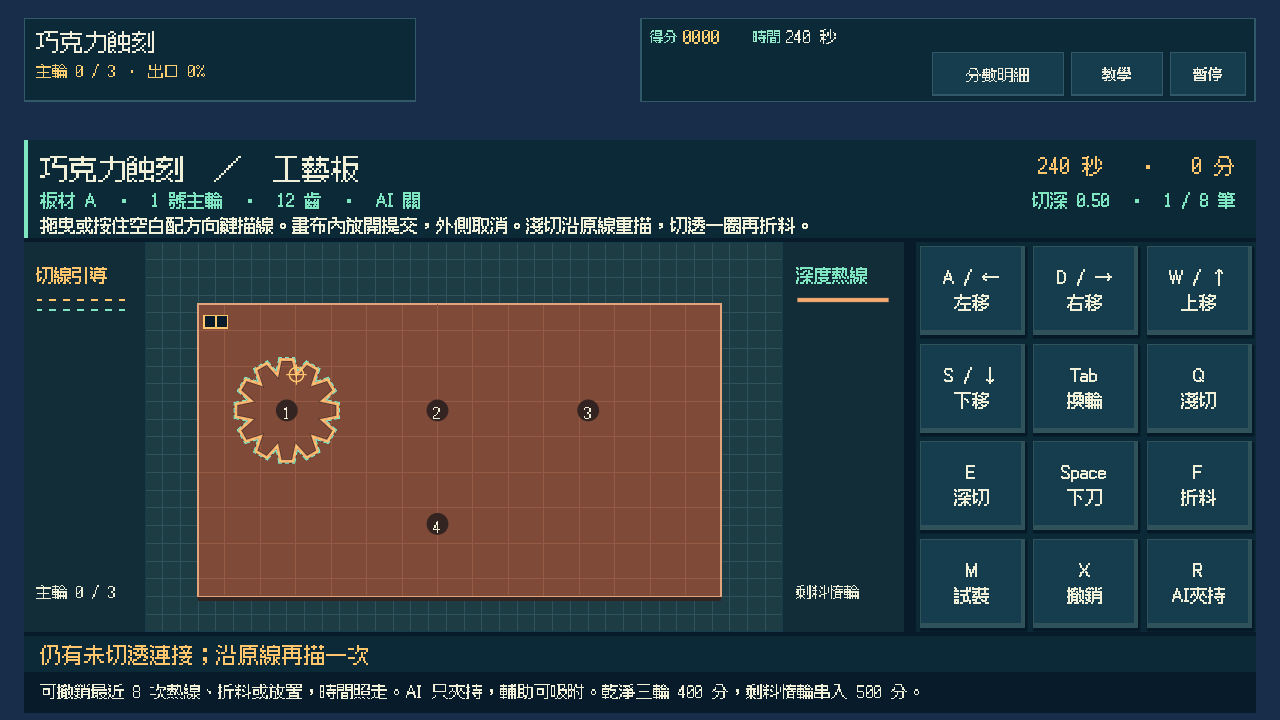 巧克力蝕刻
主輪 0 / 3 · 出口 0%
得分 0000 時間 240 秒
分數明細 教學 暫停
巧克力蝕刻 / 工藝板
240 秒 · 0 分
板材 A · 1 號主輪 · 12 齒 · AI 關
切深 0.50 · 1 / 8 筆
拖曳或按住空白配方向鍵描線。畫布內放開提交，外側取消。淺切沿原線重描，切透一圈再折料。
切線引導
深度熱線
1
2
3
4
主輪 0 / 3
剩料惰輪
A / ←
左移
D / →
右移
W / ↑
上移
S / ↓
下移
Tab
換輪
Q
淺切
E
深切
Space
下刀
F
折料
M
試裝
X
撤銷
R
AI夾持
仍有未切透連接；沿原線再描一次
可撤銷最近 8 次熱線、折料或放置，時間照走。AI 只夾持，輔助可吸附。乾淨三輪 400 分，剩料惰輪串入 500 分。